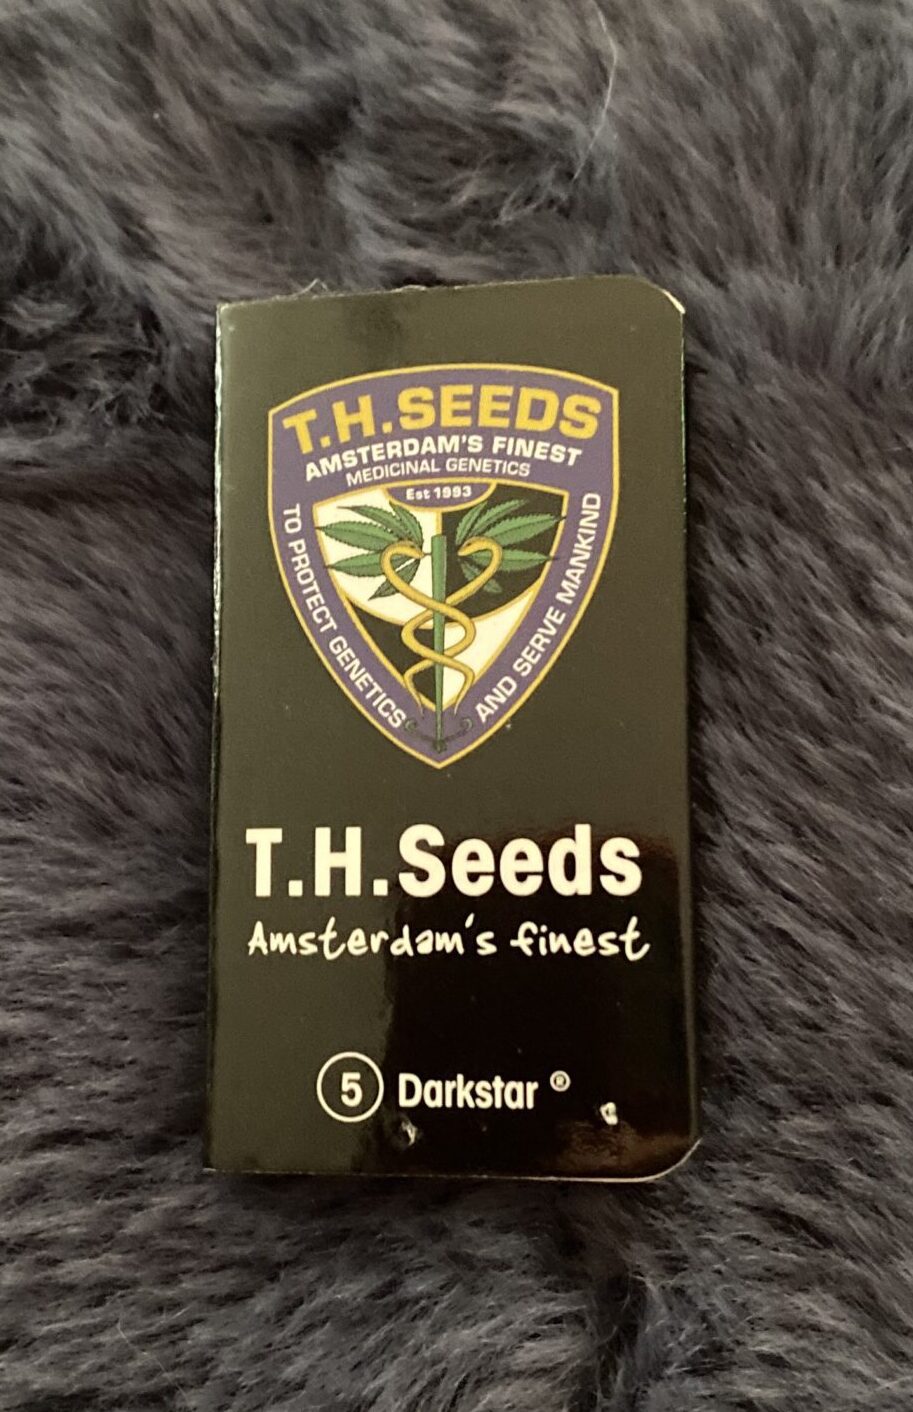 T.H.SEEDS
AMSTERDAM'S FINEST
MEDICINAL GENETICS
Est 1993
TO PROTECT GENETICS
AND SERVE MANKIND
T.H.Seeds
Amsterdam's finest
5 Darkstar ®